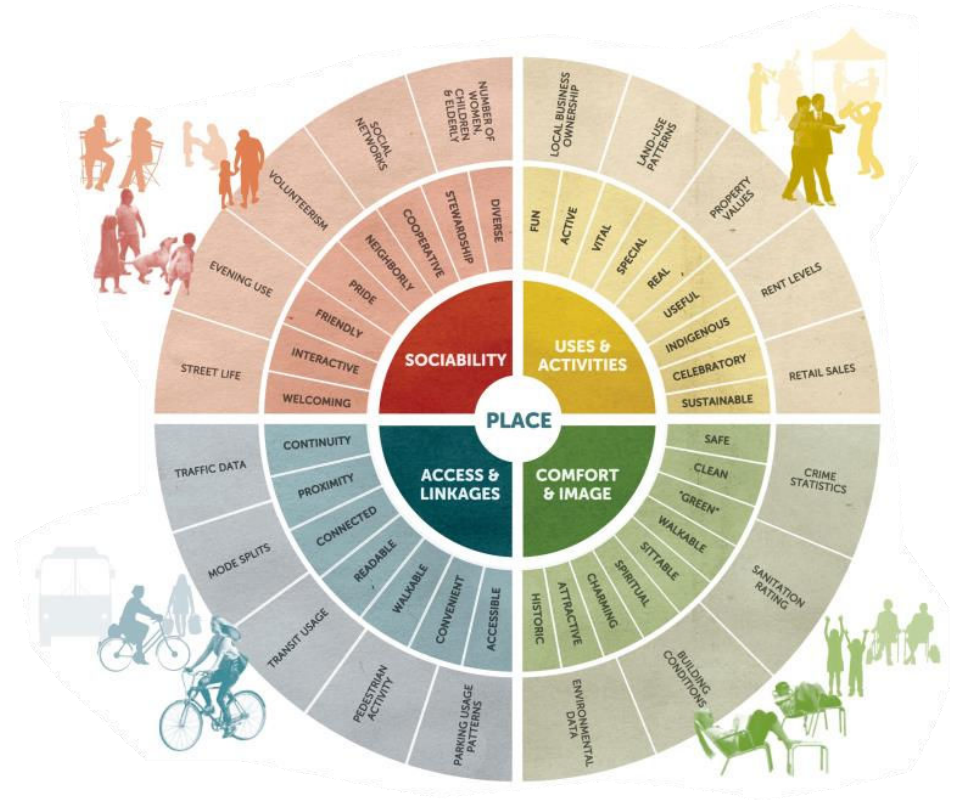 PLACE
SOCIABILITY
USES &
ACTIVITIES
ACCESS &
LINKAGES
COMFORT
& IMAGE
WELCOMING
INTERACTIVE
FRIENDLY
PRIDE
NEIGHBORLY
COOPERATIVE
STEWARDSHIP
DIVERSE
FUN
ACTIVE
VITAL
SPECIAL
REAL
USEFUL
INDIGENOUS
CELEBRATORY
SUSTAINABLE
SAFE
CLEAN
"GREEN"
WALKABLE
SITTABLE
SPIRITUAL
CHARMING
ATTRACTIVE
HISTORIC
ACCESSIBLE
CONVENIENT
WALKABLE
READABLE
CONNECTED
PROXIMITY
CONTINUITY
STREET LIFE
EVENING USE
VOLUNTEERISM
SOCIAL
NETWORKS
NUMBER OF
WOMEN,
CHILDREN
& ELDERLY
LOCAL BUSINESS
OWNERSHIP
LAND-USE
PATTERNS
PROPERTY
VALUES
RENT LEVELS
RETAIL SALES
CRIME
STATISTICS
SANITATION
RATING
BUILDING
CONDITIONS
ENVIRONMENTAL
DATA
PARKING USAGE
PATTERNS
PEDESTRIAN
ACTIVITY
TRANSIT USAGE
MODE SPLITS
TRAFFIC DATA